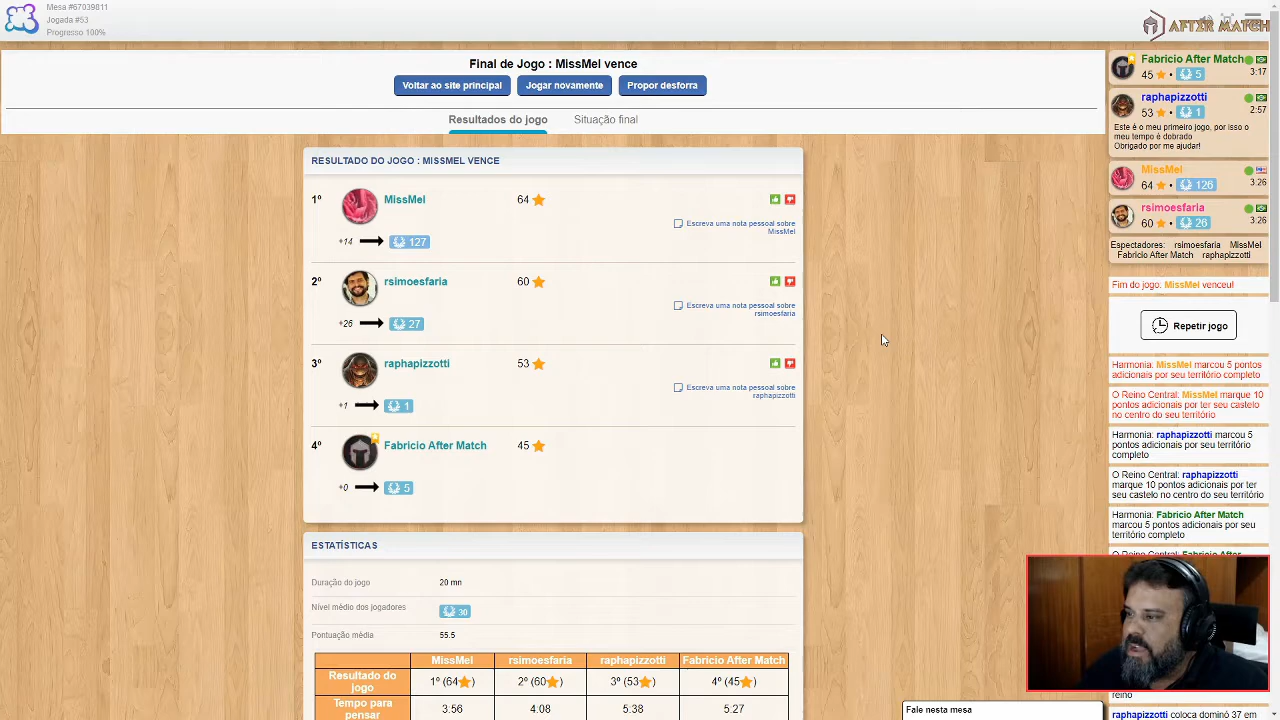 Mesa #67039811
Jogada #53
Progresso 100%
AFTER MATCH
Final de Jogo : MissMel vence
Voltar ao site principal
Jogar novamente
Propor desforra
Resultados do jogo
Situação final
RESULTADO DO JOGO : MISSMEL VENCE
1º
MissMel
64
Escreva uma nota pessoal sobre
MissMel
+14
127
2º
rsimoesfaria
60
Escreva uma nota pessoal sobre
rsimoesfaria
+26
27
3º
raphapizzotti
53
Escreva uma nota pessoal sobre
raphapizzotti
+1
1
4º
Fabricio After Match
45
+0
5
ESTATÍSTICAS
Duração do jogo 20 mn
Nível médio dos jogadores 30
Pontuação média 55.5
MissMel rsimoesfaria raphapizzotti Fabricio After Match
Resultado do
jogo
1º (64) 2º (60) 3º (53) 4º (45)
Tempo para
pensar
3:56 4:08 5:38 5:27
Fabricio After Match
45 • 5 3:17
raphapizzotti
53 • 1 2:57
Este é o meu primeiro jogo, por isso o
meu tempo é dobrado
Obrigado por me ajudar!
MissMel
64 • 126 3:26
rsimoesfaria
60 • 26 3:26
Espectadores: rsimoesfaria MissMel
Fabricio After Match raphapizzotti
Fim do jogo: MissMel venceu!
Repetir jogo
Harmonia: MissMel marcou 5 pontos
adicionais por seu território completo
O Reino Central: MissMel marque 10
pontos adicionais por ter seu castelo
no centro do seu território
Harmonia: raphapizzotti marcou 5
pontos adicionais por seu território
completo
O Reino Central: raphapizzotti
marque 10 pontos adicionais por ter
seu castelo no centro do seu território
Harmonia: Fabricio After Match
marcou 5 pontos adicionais por seu
território completo
O Reino Central: Fabricio After
reino
raphapizzotti coloca dominó 37 em
Fale nesta mesa